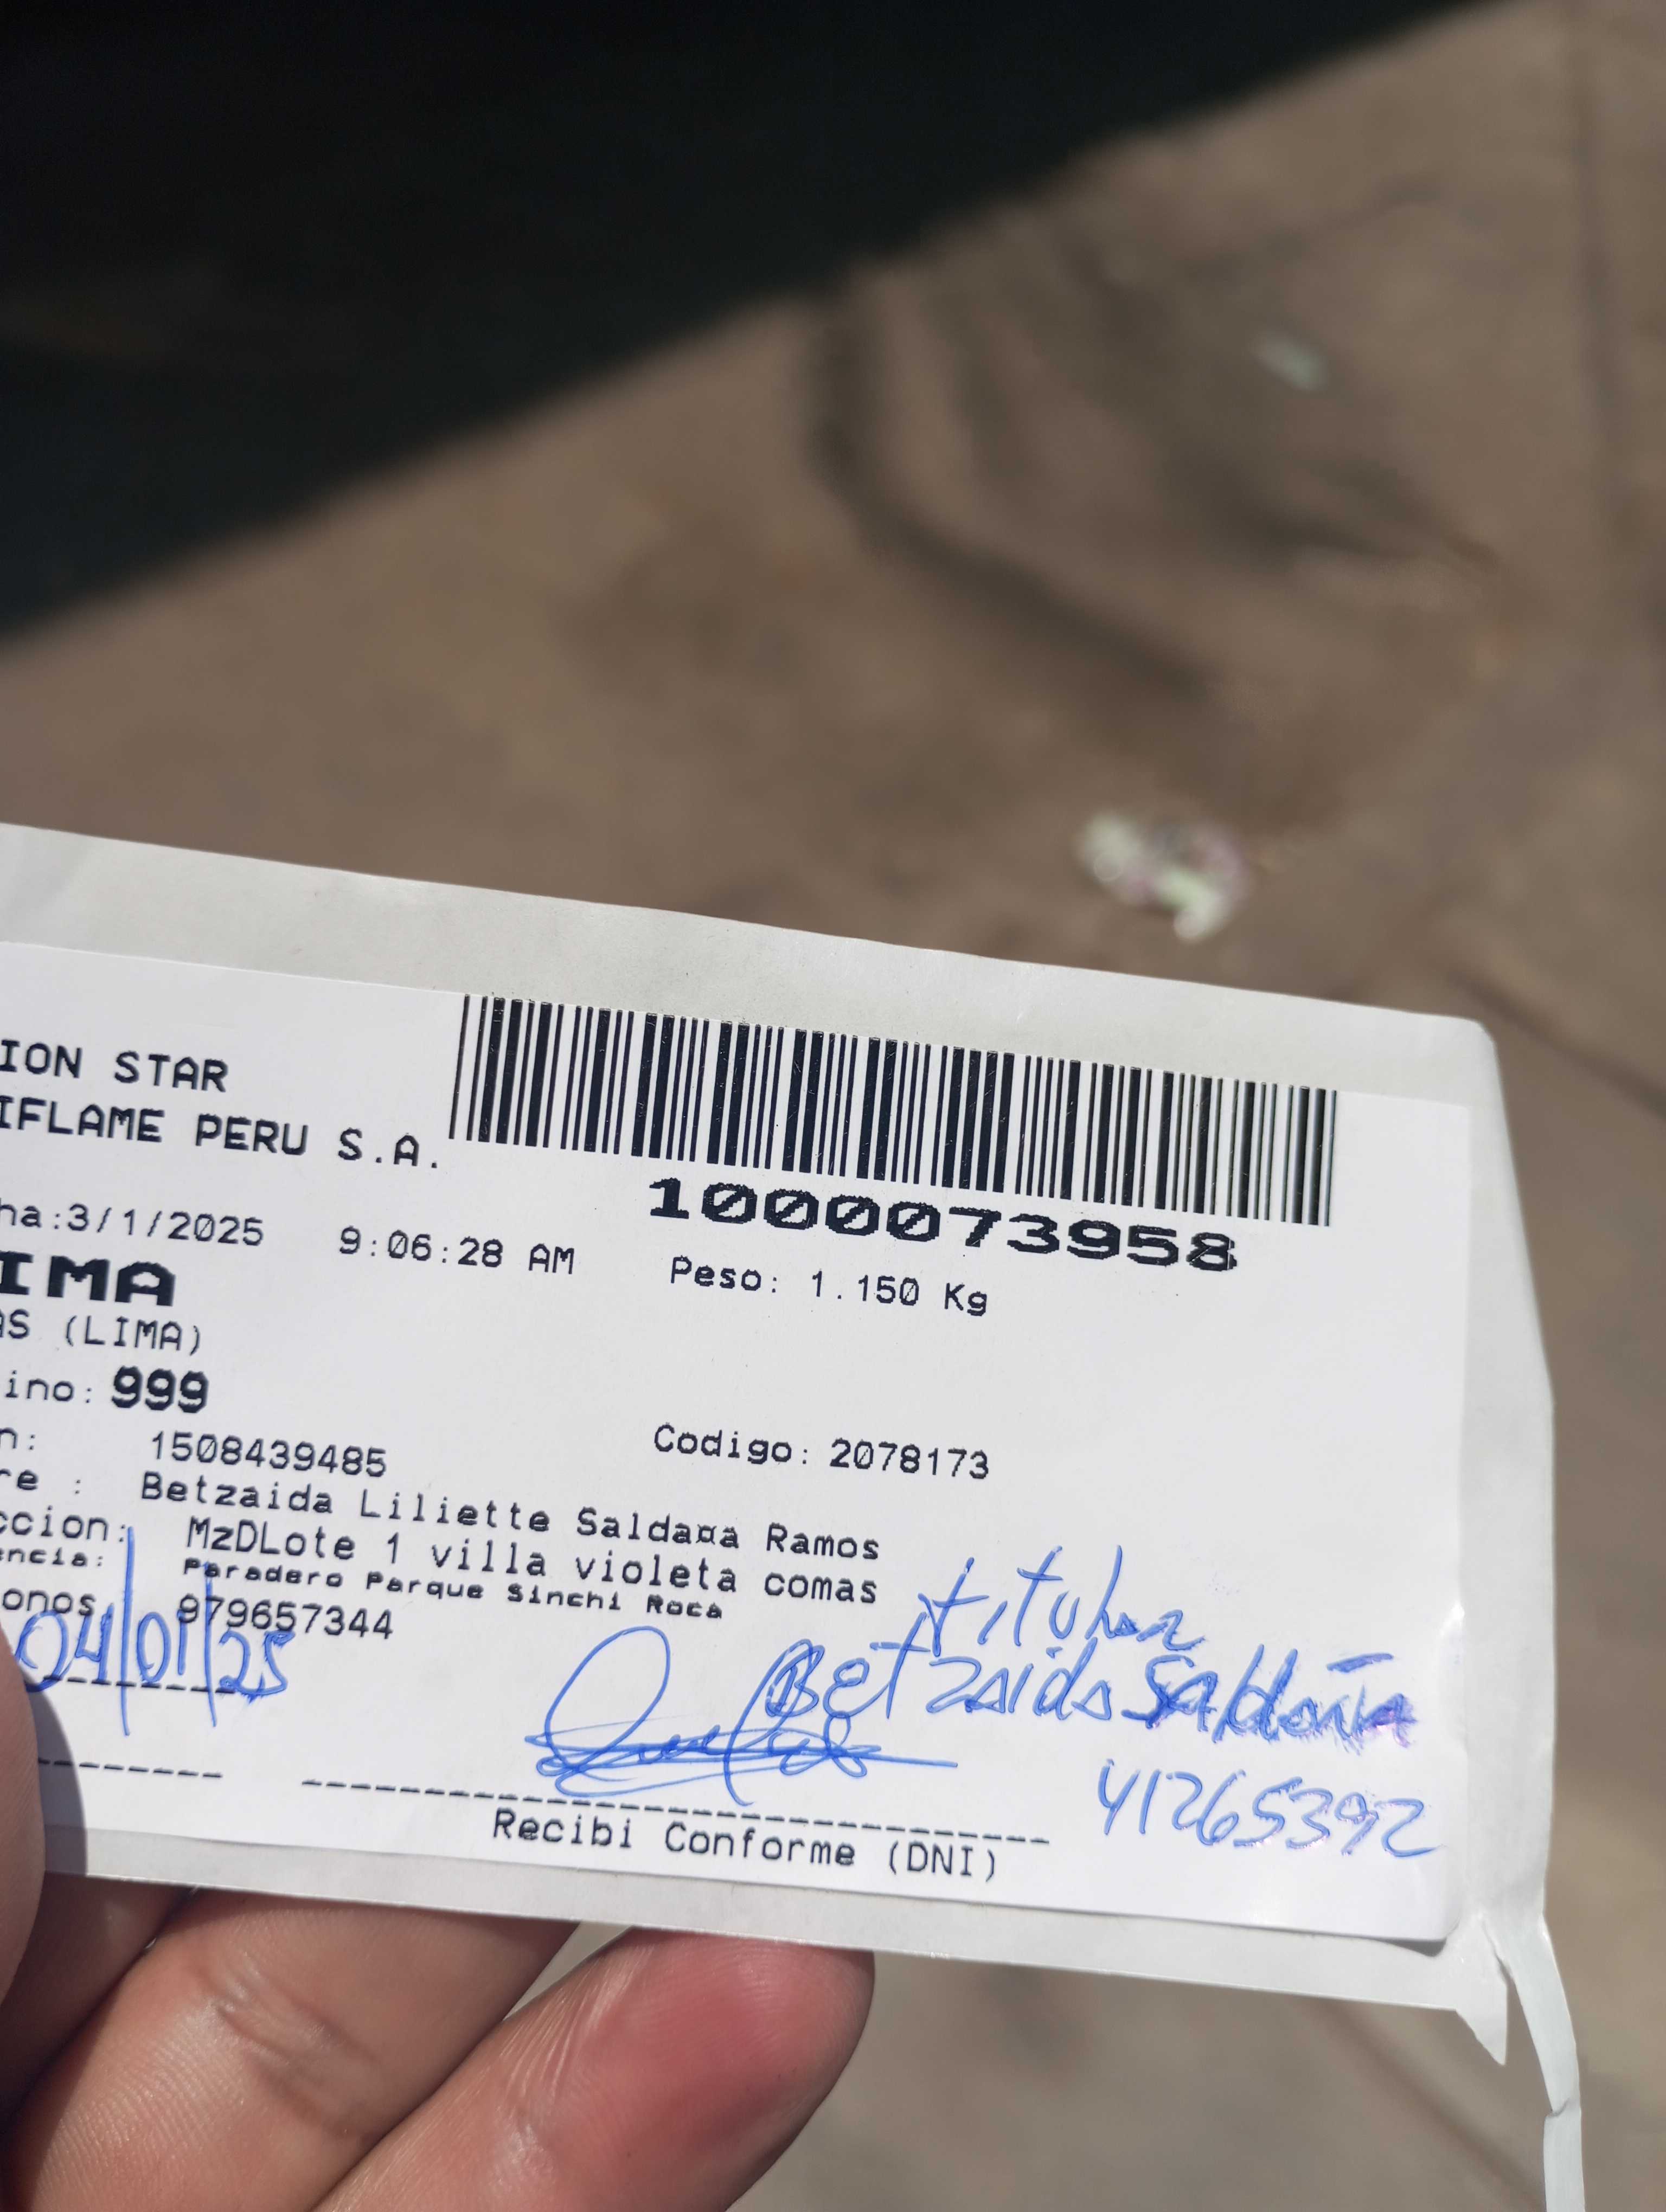 ION STAR
IFLAME PERU S.A.
1000073958
ha:3/1/2025 9:06:28 AM
Peso: 1.150 Kg
IMA
AS (LIMA)
ino: 999
n: 1508439485 Codigo: 2078173
re : Betzaida Liliette Saldaña Ramos
ccion: MzDLote 1 villa violeta comas
encia: Paradero Parque Sinchi Roca
onos 979657344
titular
04/01/25
Betzaida Saldaña
41265392
Recibi Conforme (DNI)